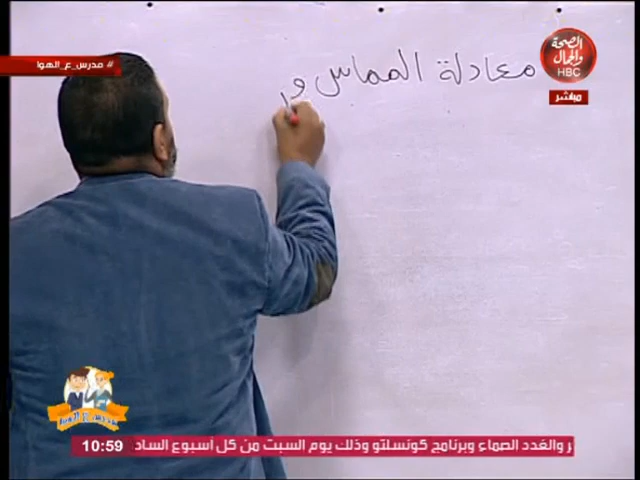 معادلة المماس و
الصحة
والجمال
HBC
مباشر
# مدرس_ع_الهوا
10:59
ر والغدد الصماء وبرنامج كونسلتو وذلك يوم السبت من كل أسبوع الساد